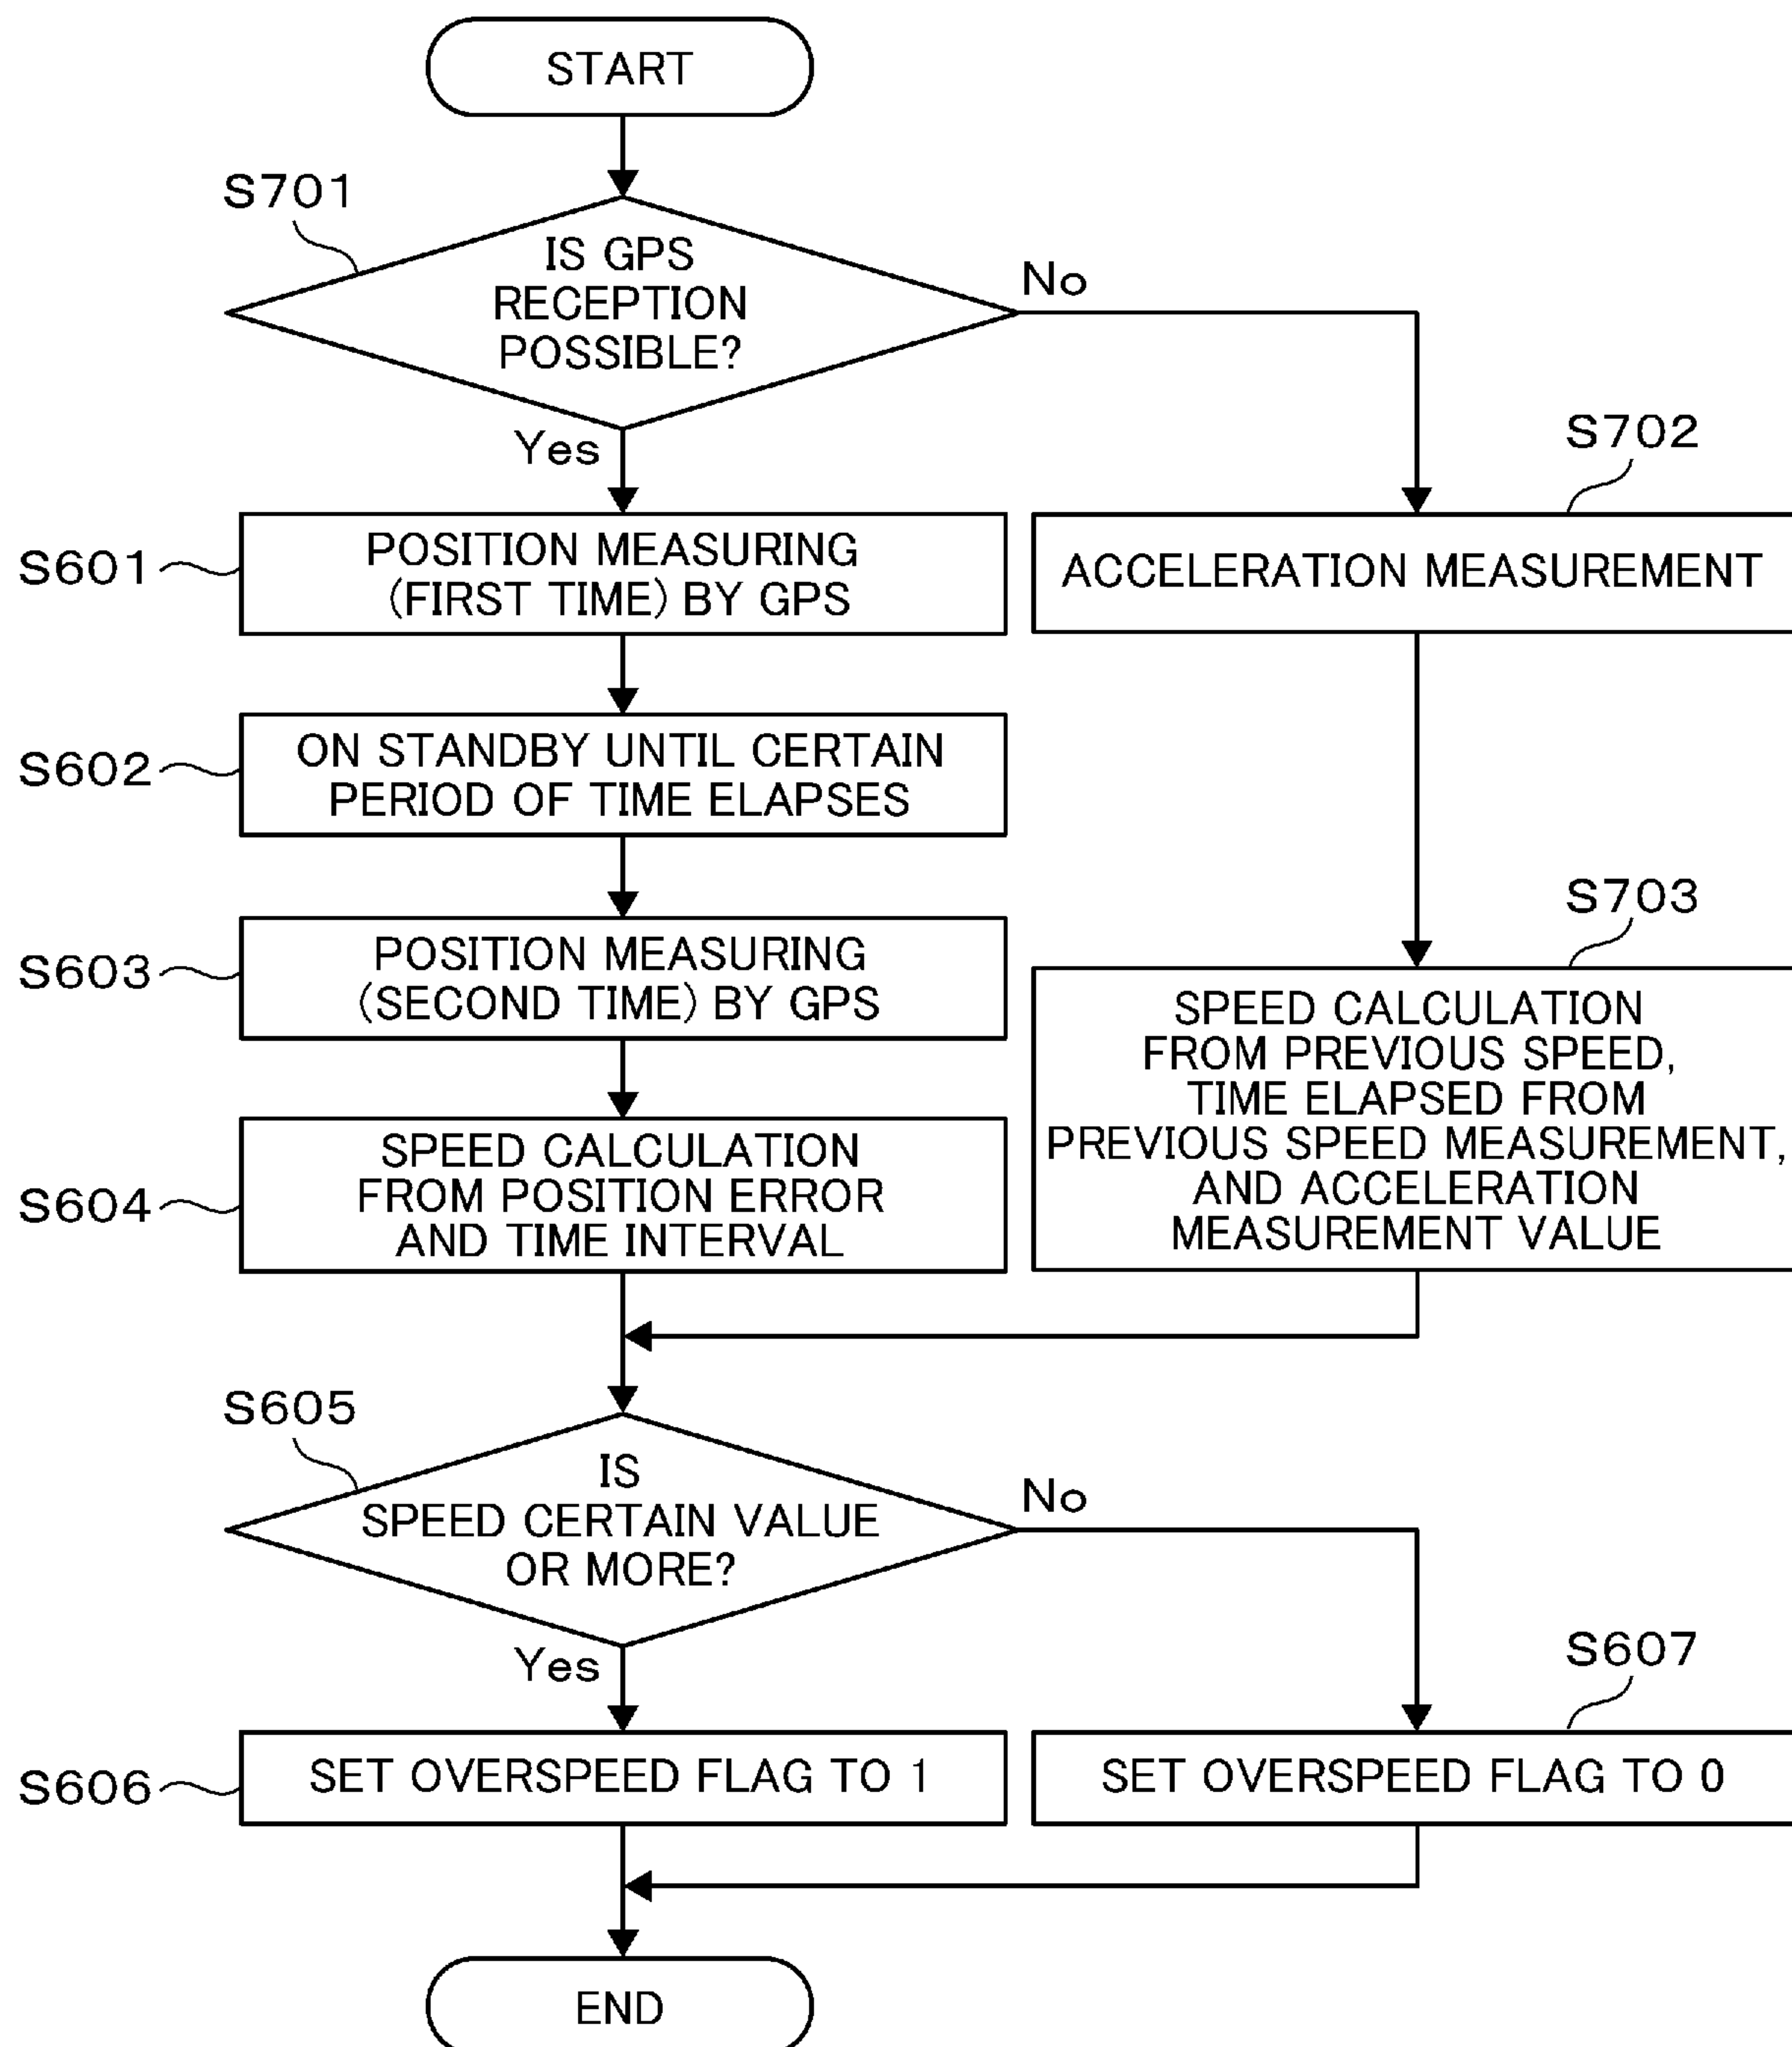 START
S701
IS GPS
RECEPTION
POSSIBLE?
No
Yes
S702
S601
POSITION MEASURING
(FIRST TIME) BY GPS
ACCELERATION MEASUREMENT
S602
ON STANDBY UNTIL CERTAIN
PERIOD OF TIME ELAPSES
S603
POSITION MEASURING
(SECOND TIME) BY GPS
S703
SPEED CALCULATION
FROM PREVIOUS SPEED,
TIME ELAPSED FROM
PREVIOUS SPEED MEASUREMENT,
AND ACCELERATION
MEASUREMENT VALUE
S604
SPEED CALCULATION
FROM POSITION ERROR
AND TIME INTERVAL
S605
IS
SPEED CERTAIN VALUE
OR MORE?
No
Yes
S607
S606
SET OVERSPEED FLAG TO 1
SET OVERSPEED FLAG TO 0
END